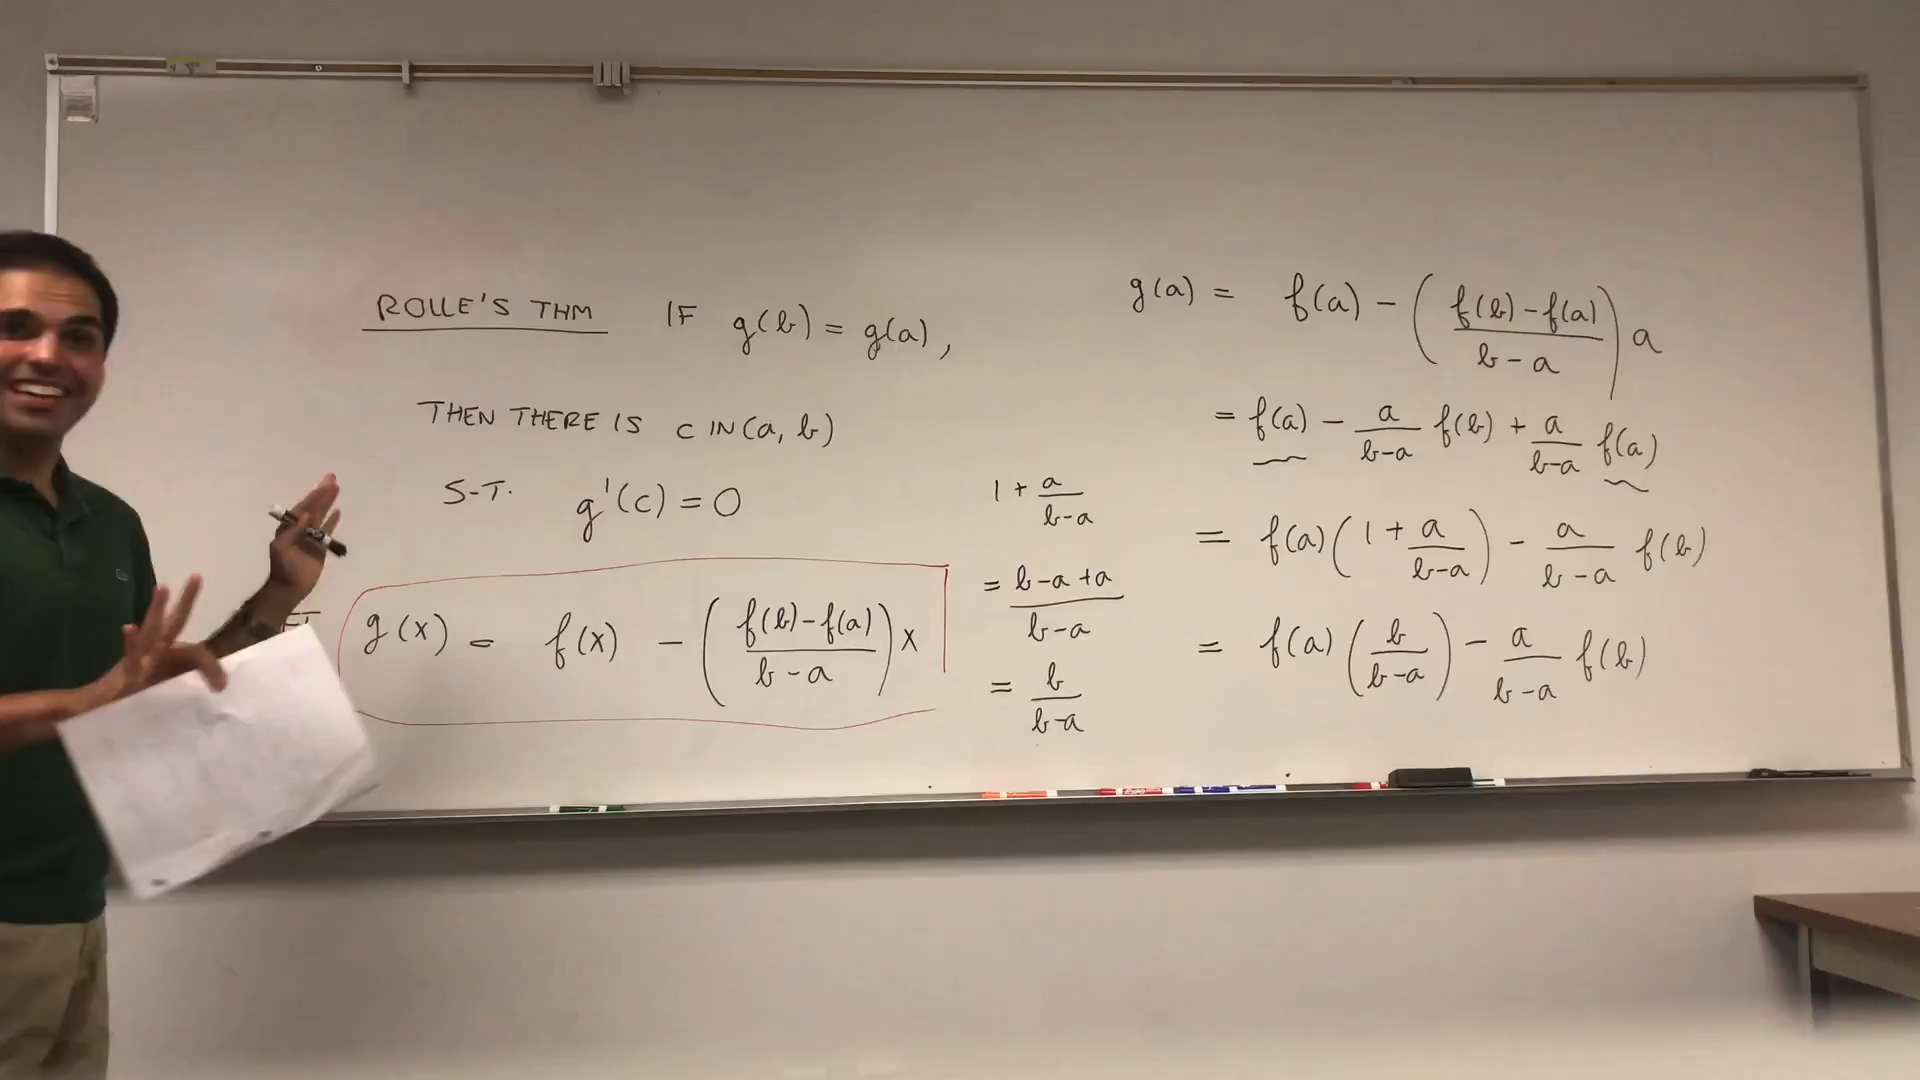 ROLLE'S THM IF g(b) = g(a),
THEN THERE IS c IN (a, b)
S.T. g'(c) = 0
g(x) = f(x) - ( f(b)-f(a) / b-a ) x
1 + a / b-a
= b-a+a / b-a
= b / b-a
g(a) = f(a) - ( f(b)-f(a) / b-a ) a
= f(a) - a / b-a f(b) + a / b-a f(a)
= f(a) ( 1 + a / b-a ) - a / b-a f(b)
= f(a) ( b / b-a ) - a / b-a f(b)